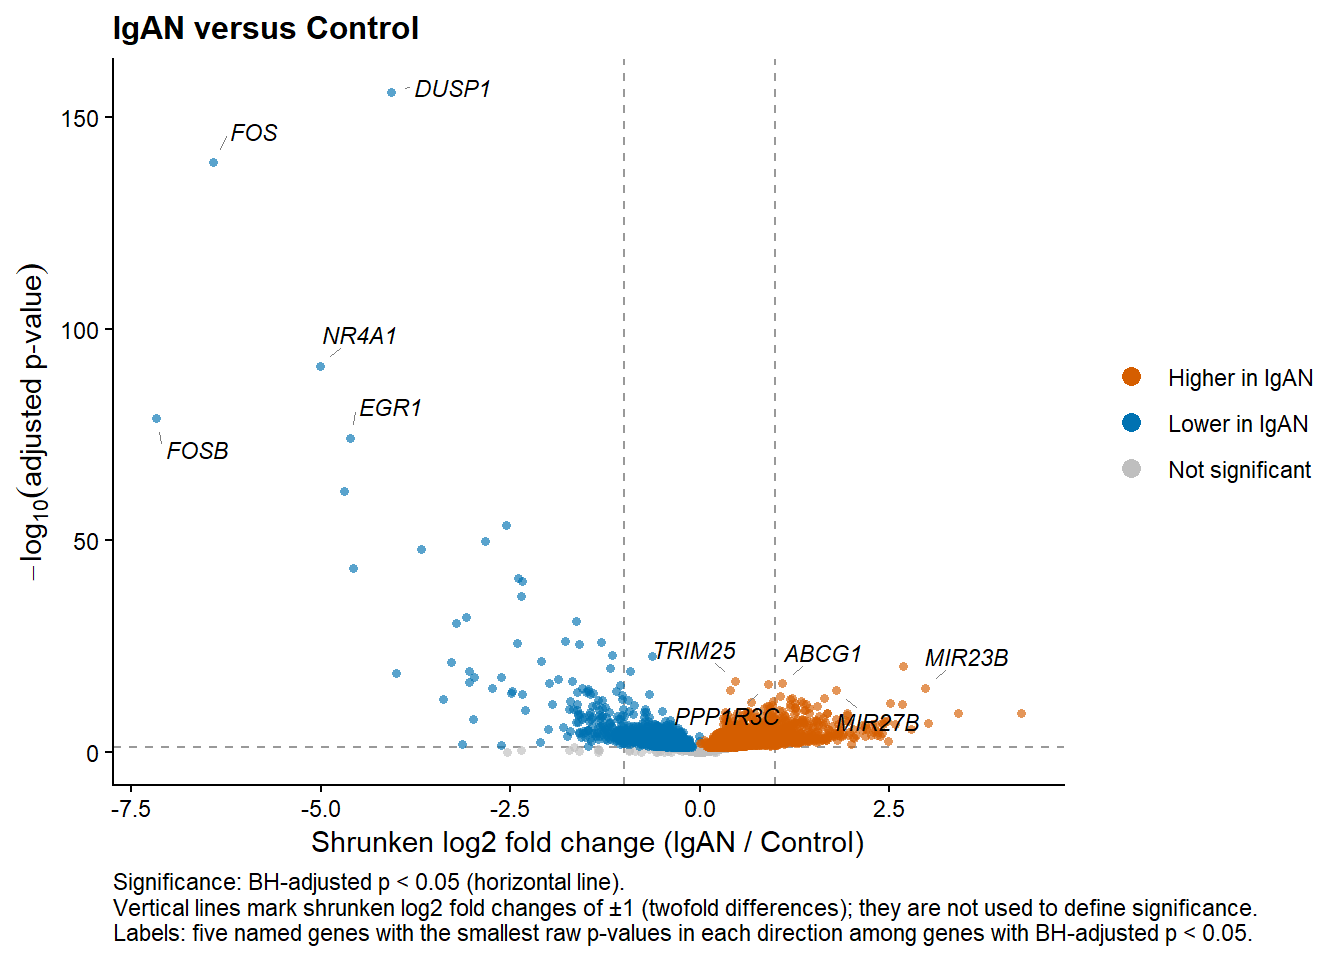 IgAN versus Control
DUSP1
150
FOS
NR4A1
100
EGR1
FOSB
Higher in IgAN
Lower in IgAN
Not significant
−log10(adjusted p-value)
50
TRIM25
ABCG1
MIR23B
PPP1R3C
MIR27B
0
-7.5 -5.0 -2.5 0.0 2.5
Shrunken log2 fold change (IgAN / Control)
Significance: BH-adjusted p < 0.05 (horizontal line).
Vertical lines mark shrunken log2 fold changes of ±1 (twofold differences); they are not used to define significance.
Labels: five named genes with the smallest raw p-values in each direction among genes with BH-adjusted p < 0.05.